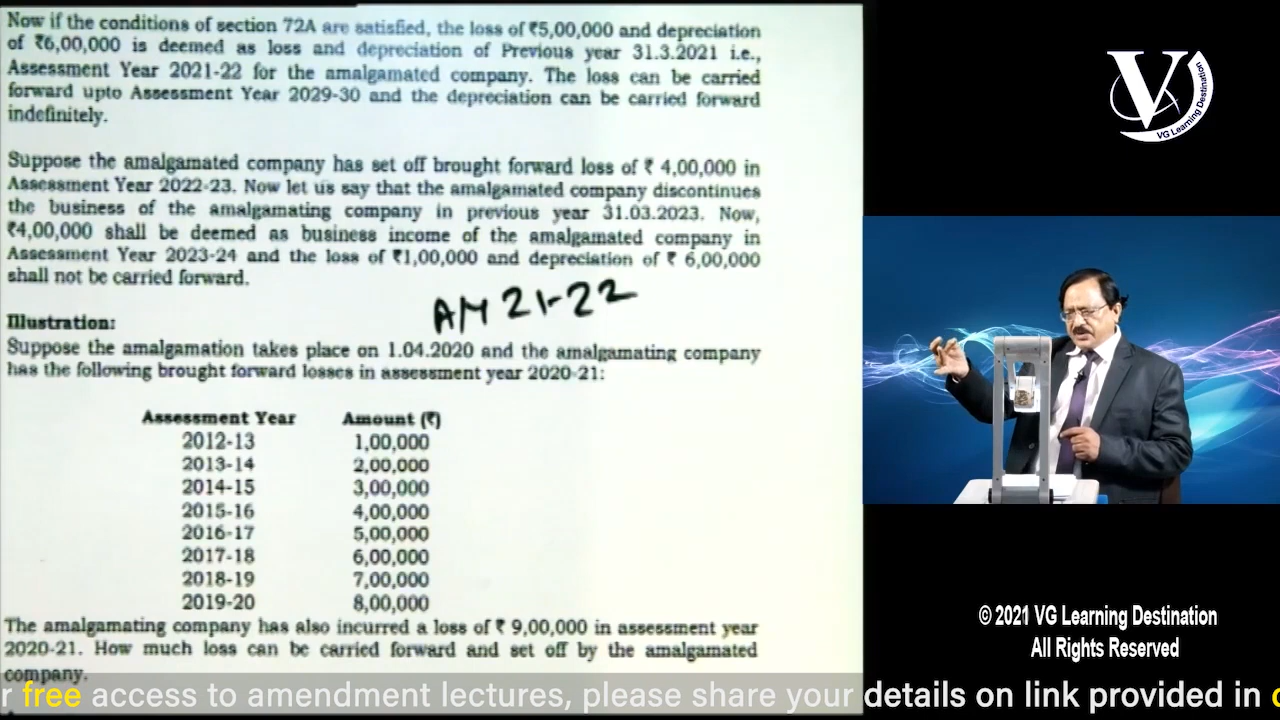 Now if the conditions of section 72A are satisfied, the loss of ₹5,00,000 and depreciation
of ₹6,00,000 is deemed as loss and depreciation of Previous year 31.3.2021 i.e.,
Assessment Year 2021-22 for the amalgamated company. The loss can be carried
forward upto Assessment Year 2029-30 and the depreciation can be carried forward
indefinitely.
Suppose the amalgamated company has set off brought forward loss of ₹ 4,00,000 in
Assessment Year 2022-23. Now let us say that the amalgamated company discontinues
the business of the amalgamating company in previous year 31.03.2023. Now,
₹4,00,000 shall be deemed as business income of the amalgamated company in
Assessment Year 2023-24 and the loss of ₹1,00,000 and depreciation of ₹ 6,00,000
shall not be carried forward.
21-22
Illustration:
Suppose the amalgamation takes place on 1.04.2020 and the amalgamating company
has the following brought forward losses in assessment year 2020-21:
Assessment Year Amount (₹)
2012-13 1,00,000
2013-14 2,00,000
2014-15 3,00,000
2015-16 4,00,000
2016-17 5,00,000
2017-18 6,00,000
2018-19 7,00,000
2019-20 8,00,000
The amalgamating company has also incurred a loss of ₹ 9,00,000 in assessment year
2020-21. How much loss can be carried forward and set off by the amalgamated
company.
V
VG Learning Destination
© 2021 VG Learning Destination
All Rights Reserved
r free access to amendment lectures, please share your details on link provided in